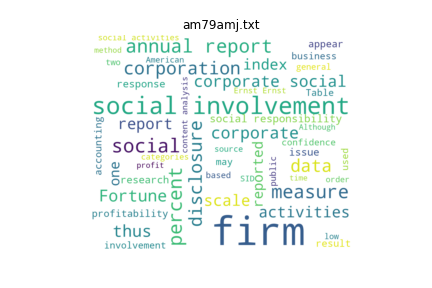 am79amj.txt
social activities
annual report
appear
method
two
American
business
corporation
index
general
response
corporate social
Table
content analysis
Ernst Ernst
social involvement
social responsibility
report
corporate
Although
accounting
disclosure
social
confidence
categories
source
issue
one
profit
may
data
used
research
based
SID
reported
public
time
order
Fortune
percent
scale
measure
profitability
activities
thus
firm
low
involvement
result